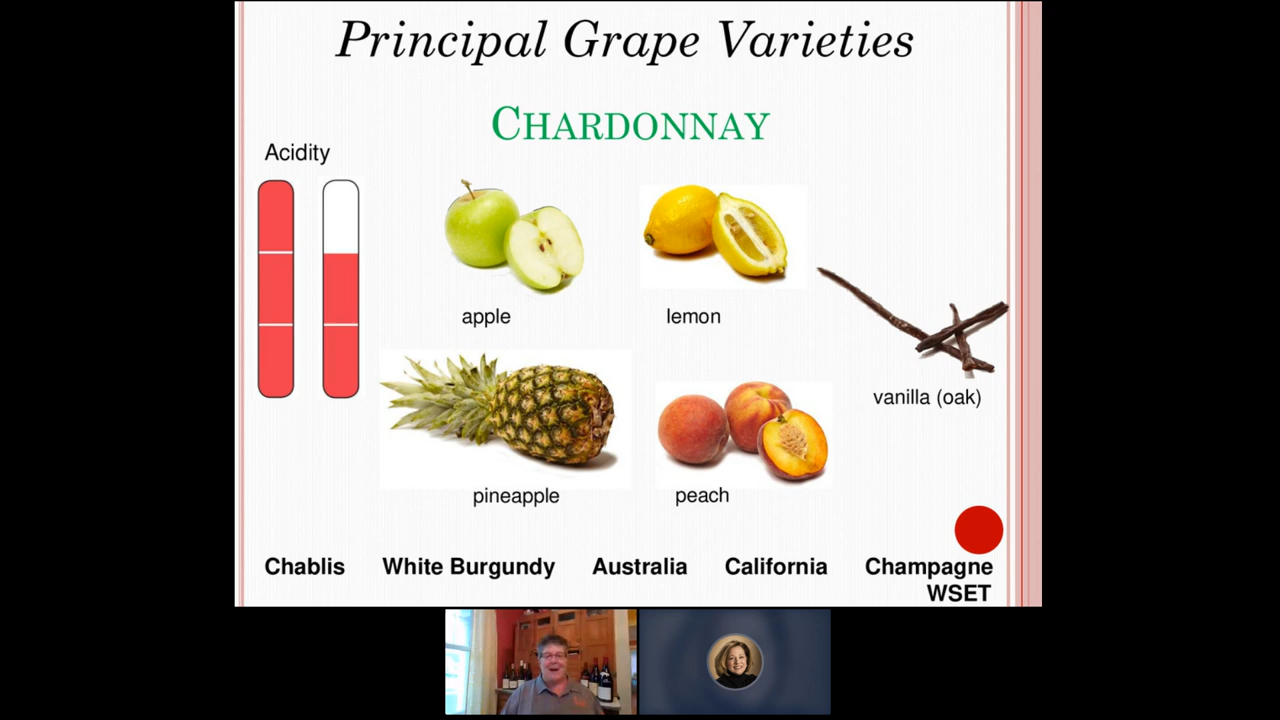 Principal Grape Varieties
CHARDONNAY
Acidity
apple
lemon
vanilla (oak)
pineapple
peach
Chablis White Burgundy Australia California Champagne
WSET